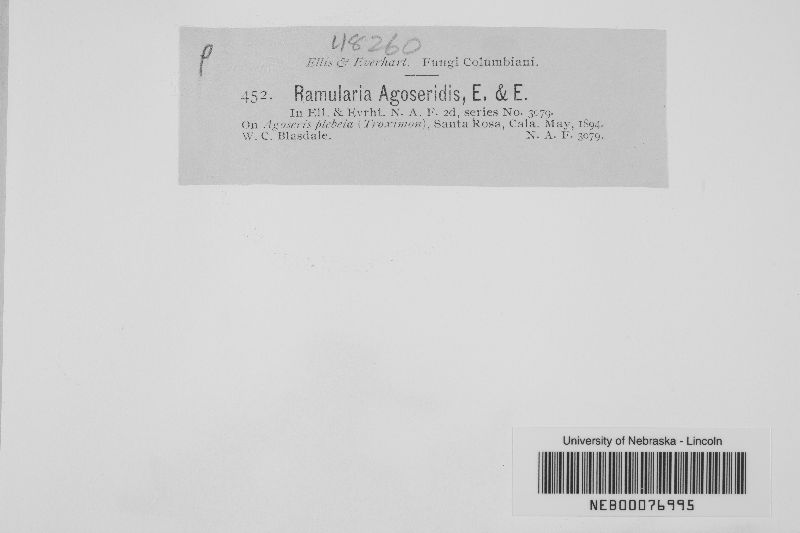 48260
P
Ellis & Everhart. Fungi Columbiani.
452. Ramularia Agoseridis, E. & E.
In Ell. & Evrht. N. A. F. 2d, series No. 3079.
On Agoseris plebeia (Troximon), Santa Rosa, Cala. May, 1894.
W. C. Blasdale. N. A. F. 3079.
University of Nebraska - Lincoln
NEB00076995